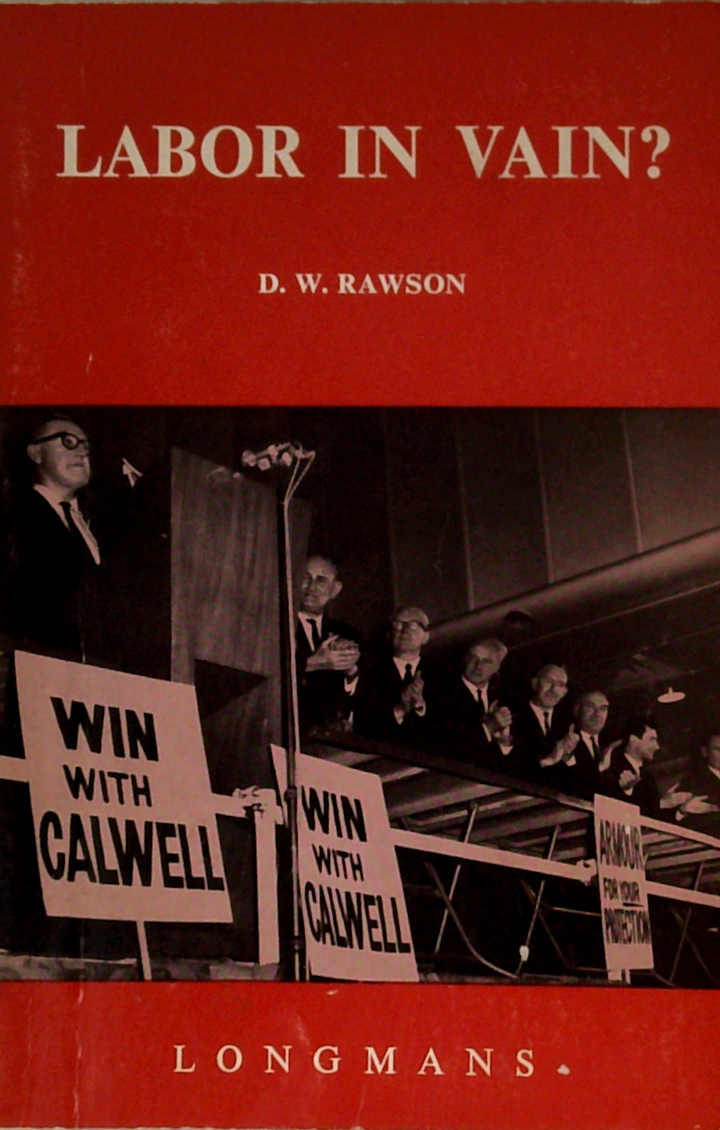 LABOR IN VAIN?
D. W. RAWSON
WIN
WITH
CALWELL
WIN
WITH
CALWELL
ARMOUR
FOR YOUR
PROTECTION
LONGMANS